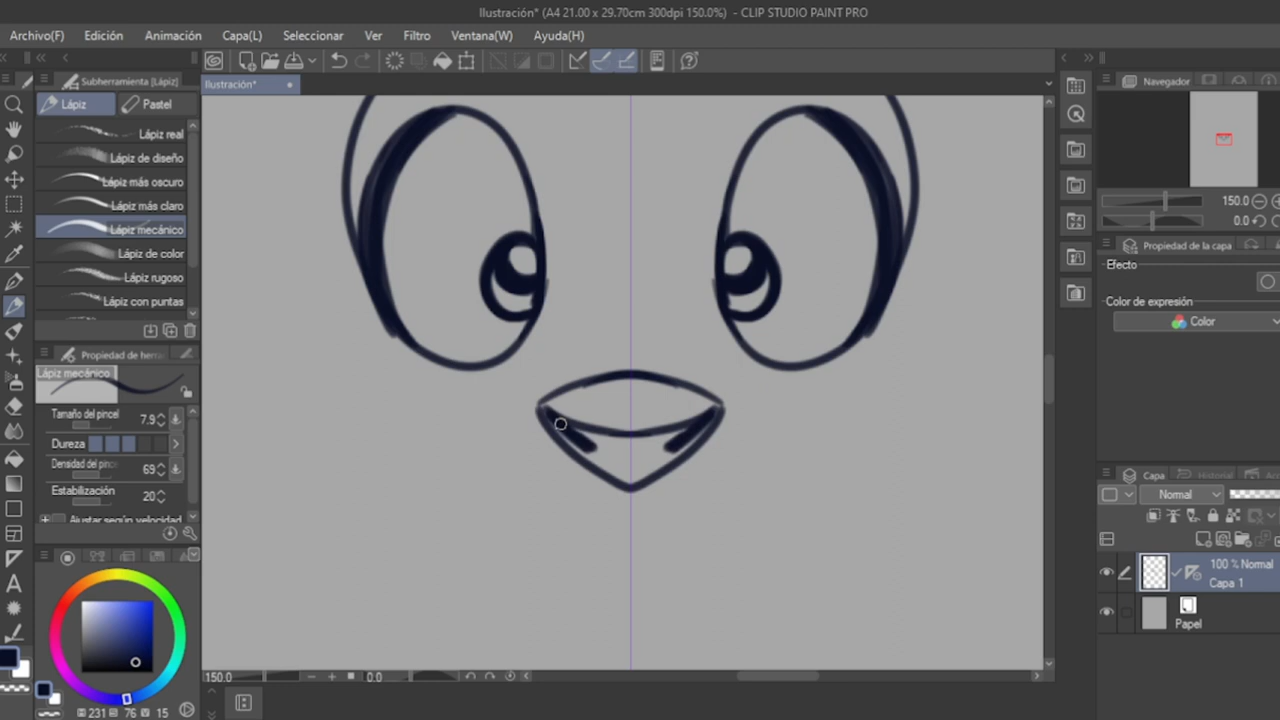 Ilustración* (A4 21.00 x 29.70cm 300dpi 150.0%) - CLIP STUDIO PAINT PRO
Archivo(F) Edición Animación Capa(L) Seleccionar Ver Filtro Ventana(W) Ayuda(H)
Subherramienta [Lápiz]
Ilustración*
Navegador
Lápiz Pastel
Lápiz real
Lápiz de diseño
Lápiz más oscuro
Lápiz más claro
Lápiz mecánico
Lápiz de color
Lápiz rugoso
Lápiz con puntas
150.0
0.0
Propiedad de la capa
Efecto
Color de expresión
Color
Propiedad de herra
Lápiz mecánico
Tamaño del pincel 7.9
Dureza
Densidad del pince 69
Estabilización 20
Ajustar según velocidad
Capa Historial
Normal
100 % Normal
Capa 1
Papel
150.0 0.0
231 76 15